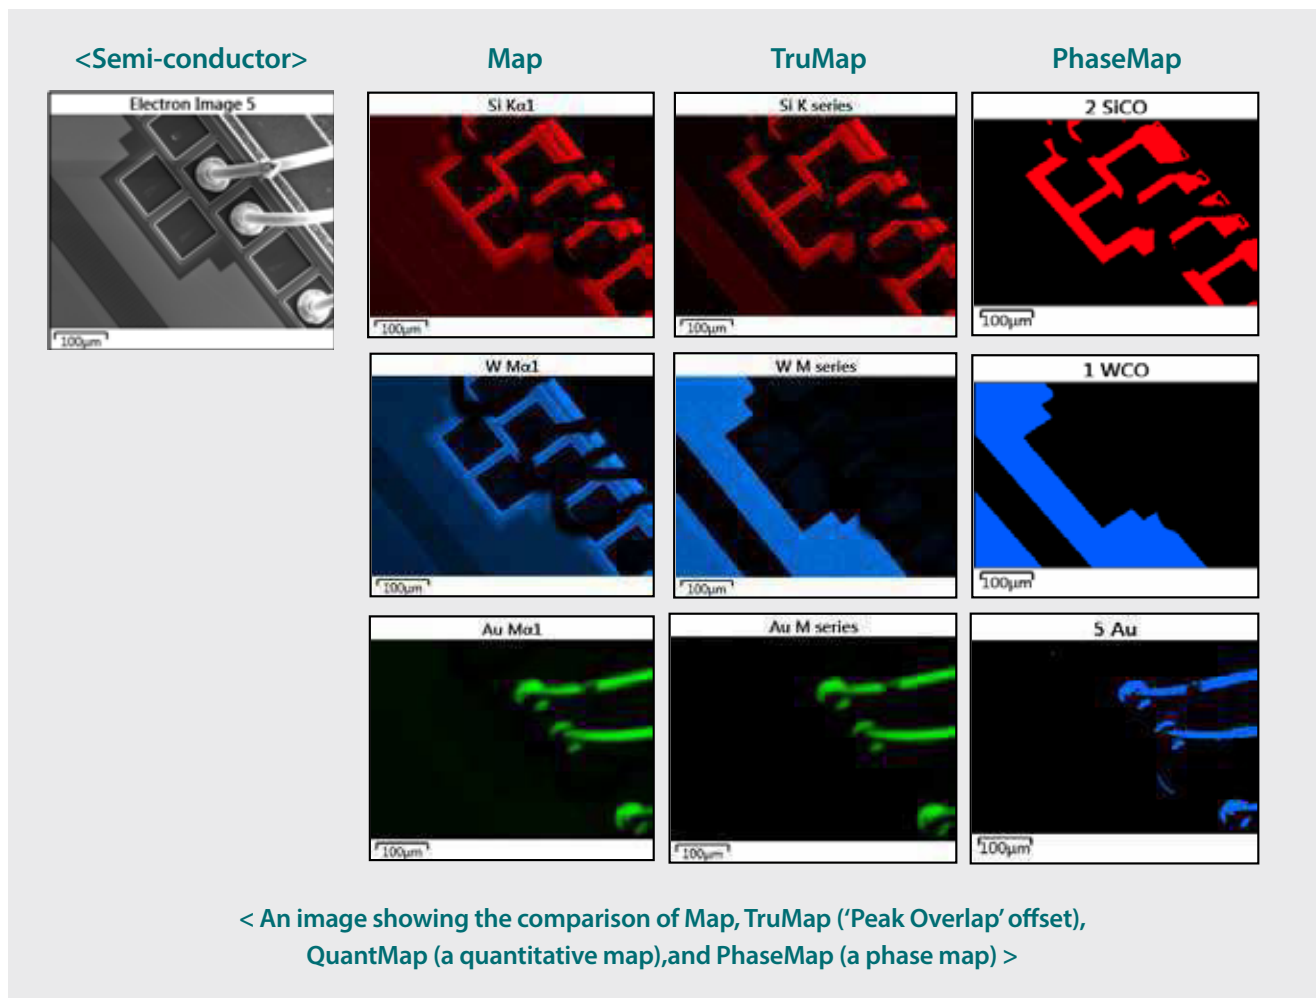 <Semi-conductor>
Map
TruMap
PhaseMap
Electron Image 5
Si Kα1
Si K series
2 SiCO
100μm
100μm
100μm
100μm
W Mα1
W M series
1 WCO
100μm
100μm
100μm
Au Mα1
Au M series
5 Au
100μm
100μm
100μm
< An image showing the comparison of Map, TruMap (‘Peak Overlap’ offset),
QuantMap (a quantitative map),and PhaseMap (a phase map) >